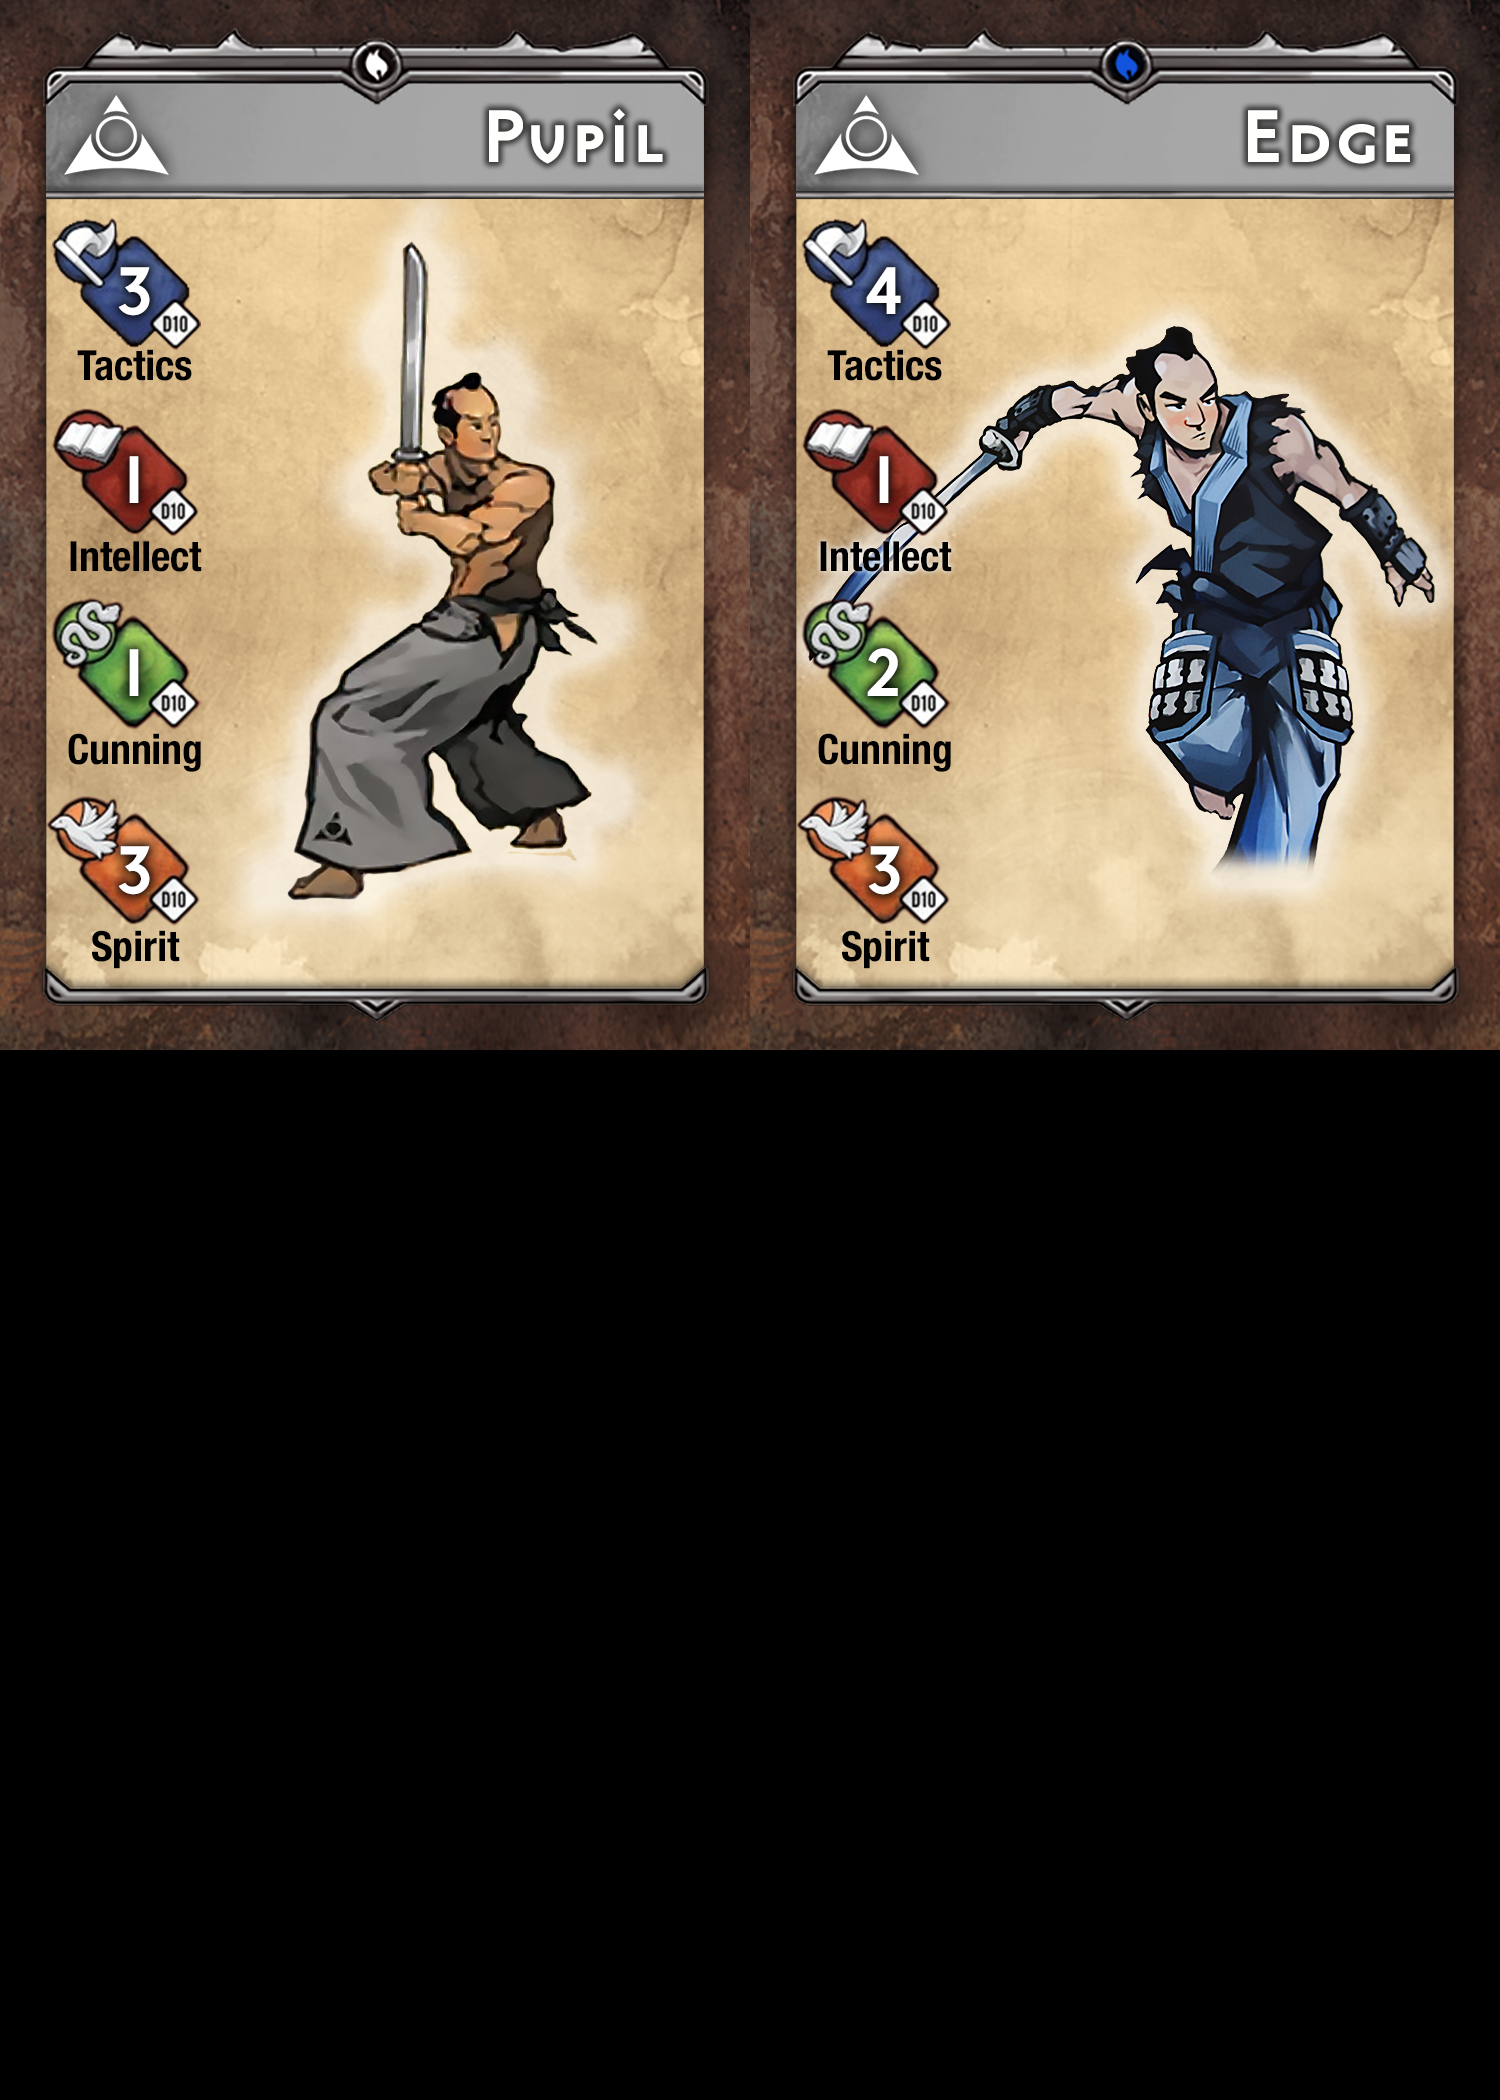 Pupil
3
D10
Tactics
1
D10
Intellect
1
D10
Cunning
3
D10
Spirit
Edge
4
D10
Tactics
1
D10
Intellect
2
D10
Cunning
3
D10
Spirit